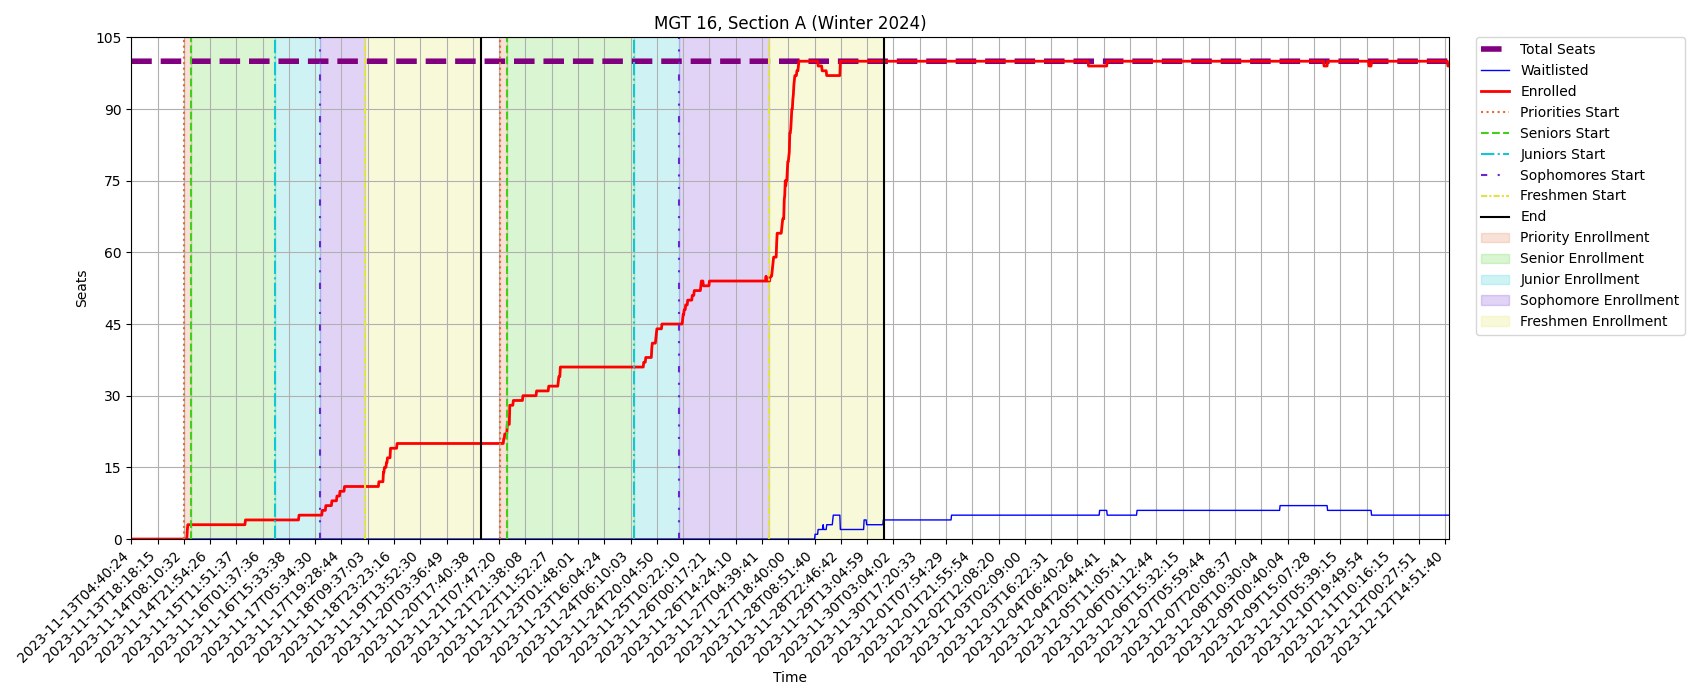 MGT 16, Section A (Winter 2024)
105
90
75
60
45
30
15
0
Seats
2023-11-13T04:40:24
2023-11-13T18:18:15
2023-11-14T08:10:32
2023-11-14T21:54:26
2023-11-15T11:51:37
2023-11-16T01:37:36
2023-11-16T15:33:38
2023-11-17T05:34:30
2023-11-17T19:28:44
2023-11-18T09:37:03
2023-11-18T23:23:16
2023-11-19T13:52:30
2023-11-20T03:36:49
2023-11-20T17:40:38
2023-11-21T07:47:20
2023-11-21T21:38:08
2023-11-22T11:52:27
2023-11-23T01:48:01
2023-11-23T16:04:24
2023-11-24T06:10:03
2023-11-24T20:04:50
2023-11-25T10:22:10
2023-11-26T00:17:21
2023-11-26T14:24:10
2023-11-27T04:39:41
2023-11-27T18:40:00
2023-11-28T08:51:40
2023-11-28T22:46:42
2023-11-29T13:04:59
2023-11-30T03:04:02
2023-11-30T17:20:33
2023-12-01T07:54:29
2023-12-01T21:55:54
2023-12-02T12:08:20
2023-12-03T02:09:00
2023-12-03T16:22:31
2023-12-04T06:40:26
2023-12-04T20:44:41
2023-12-05T11:05:41
2023-12-06T01:12:44
2023-12-06T15:32:15
2023-12-07T05:59:44
2023-12-07T20:08:37
2023-12-08T10:30:04
2023-12-09T00:40:04
2023-12-09T15:07:28
2023-12-10T05:39:15
2023-12-10T19:49:54
2023-12-11T10:16:15
2023-12-12T00:27:51
2023-12-12T14:51:40
Time
Total Seats
Waitlisted
Enrolled
Priorities Start
Seniors Start
Juniors Start
Sophomores Start
Freshmen Start
End
Priority Enrollment
Senior Enrollment
Junior Enrollment
Sophomore Enrollment
Freshmen Enrollment